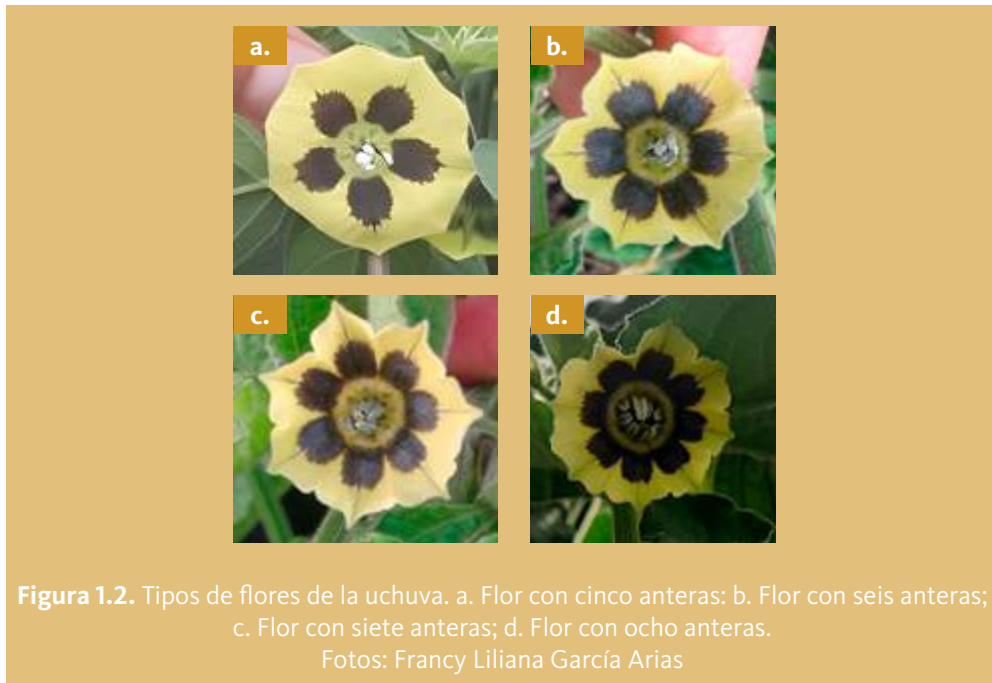 a.
b.
c.
d.
Figura 1.2. Tipos de flores de la uchuva. a. Flor con cinco anteras: b. Flor con seis anteras;
c. Flor con siete anteras; d. Flor con ocho anteras.
Fotos: Francy Liliana García Arias